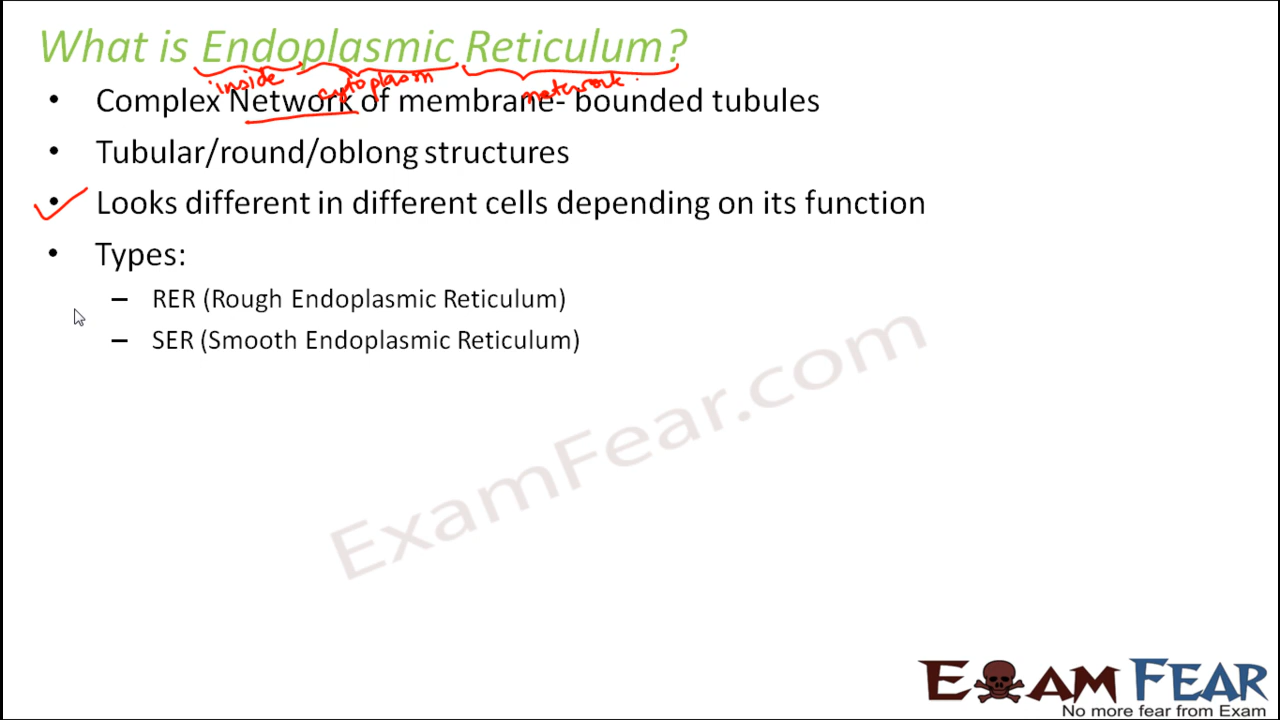 What is Endoplasmic Reticulum?
inside cytoplasm network
• Complex Network of membrane- bounded tubules
• Tubular/round/oblong structures
• Looks different in different cells depending on its function
• Types:
– RER (Rough Endoplasmic Reticulum)
– SER (Smooth Endoplasmic Reticulum)
ExamFear.com
EXAM FEAR
No more fear from Exam